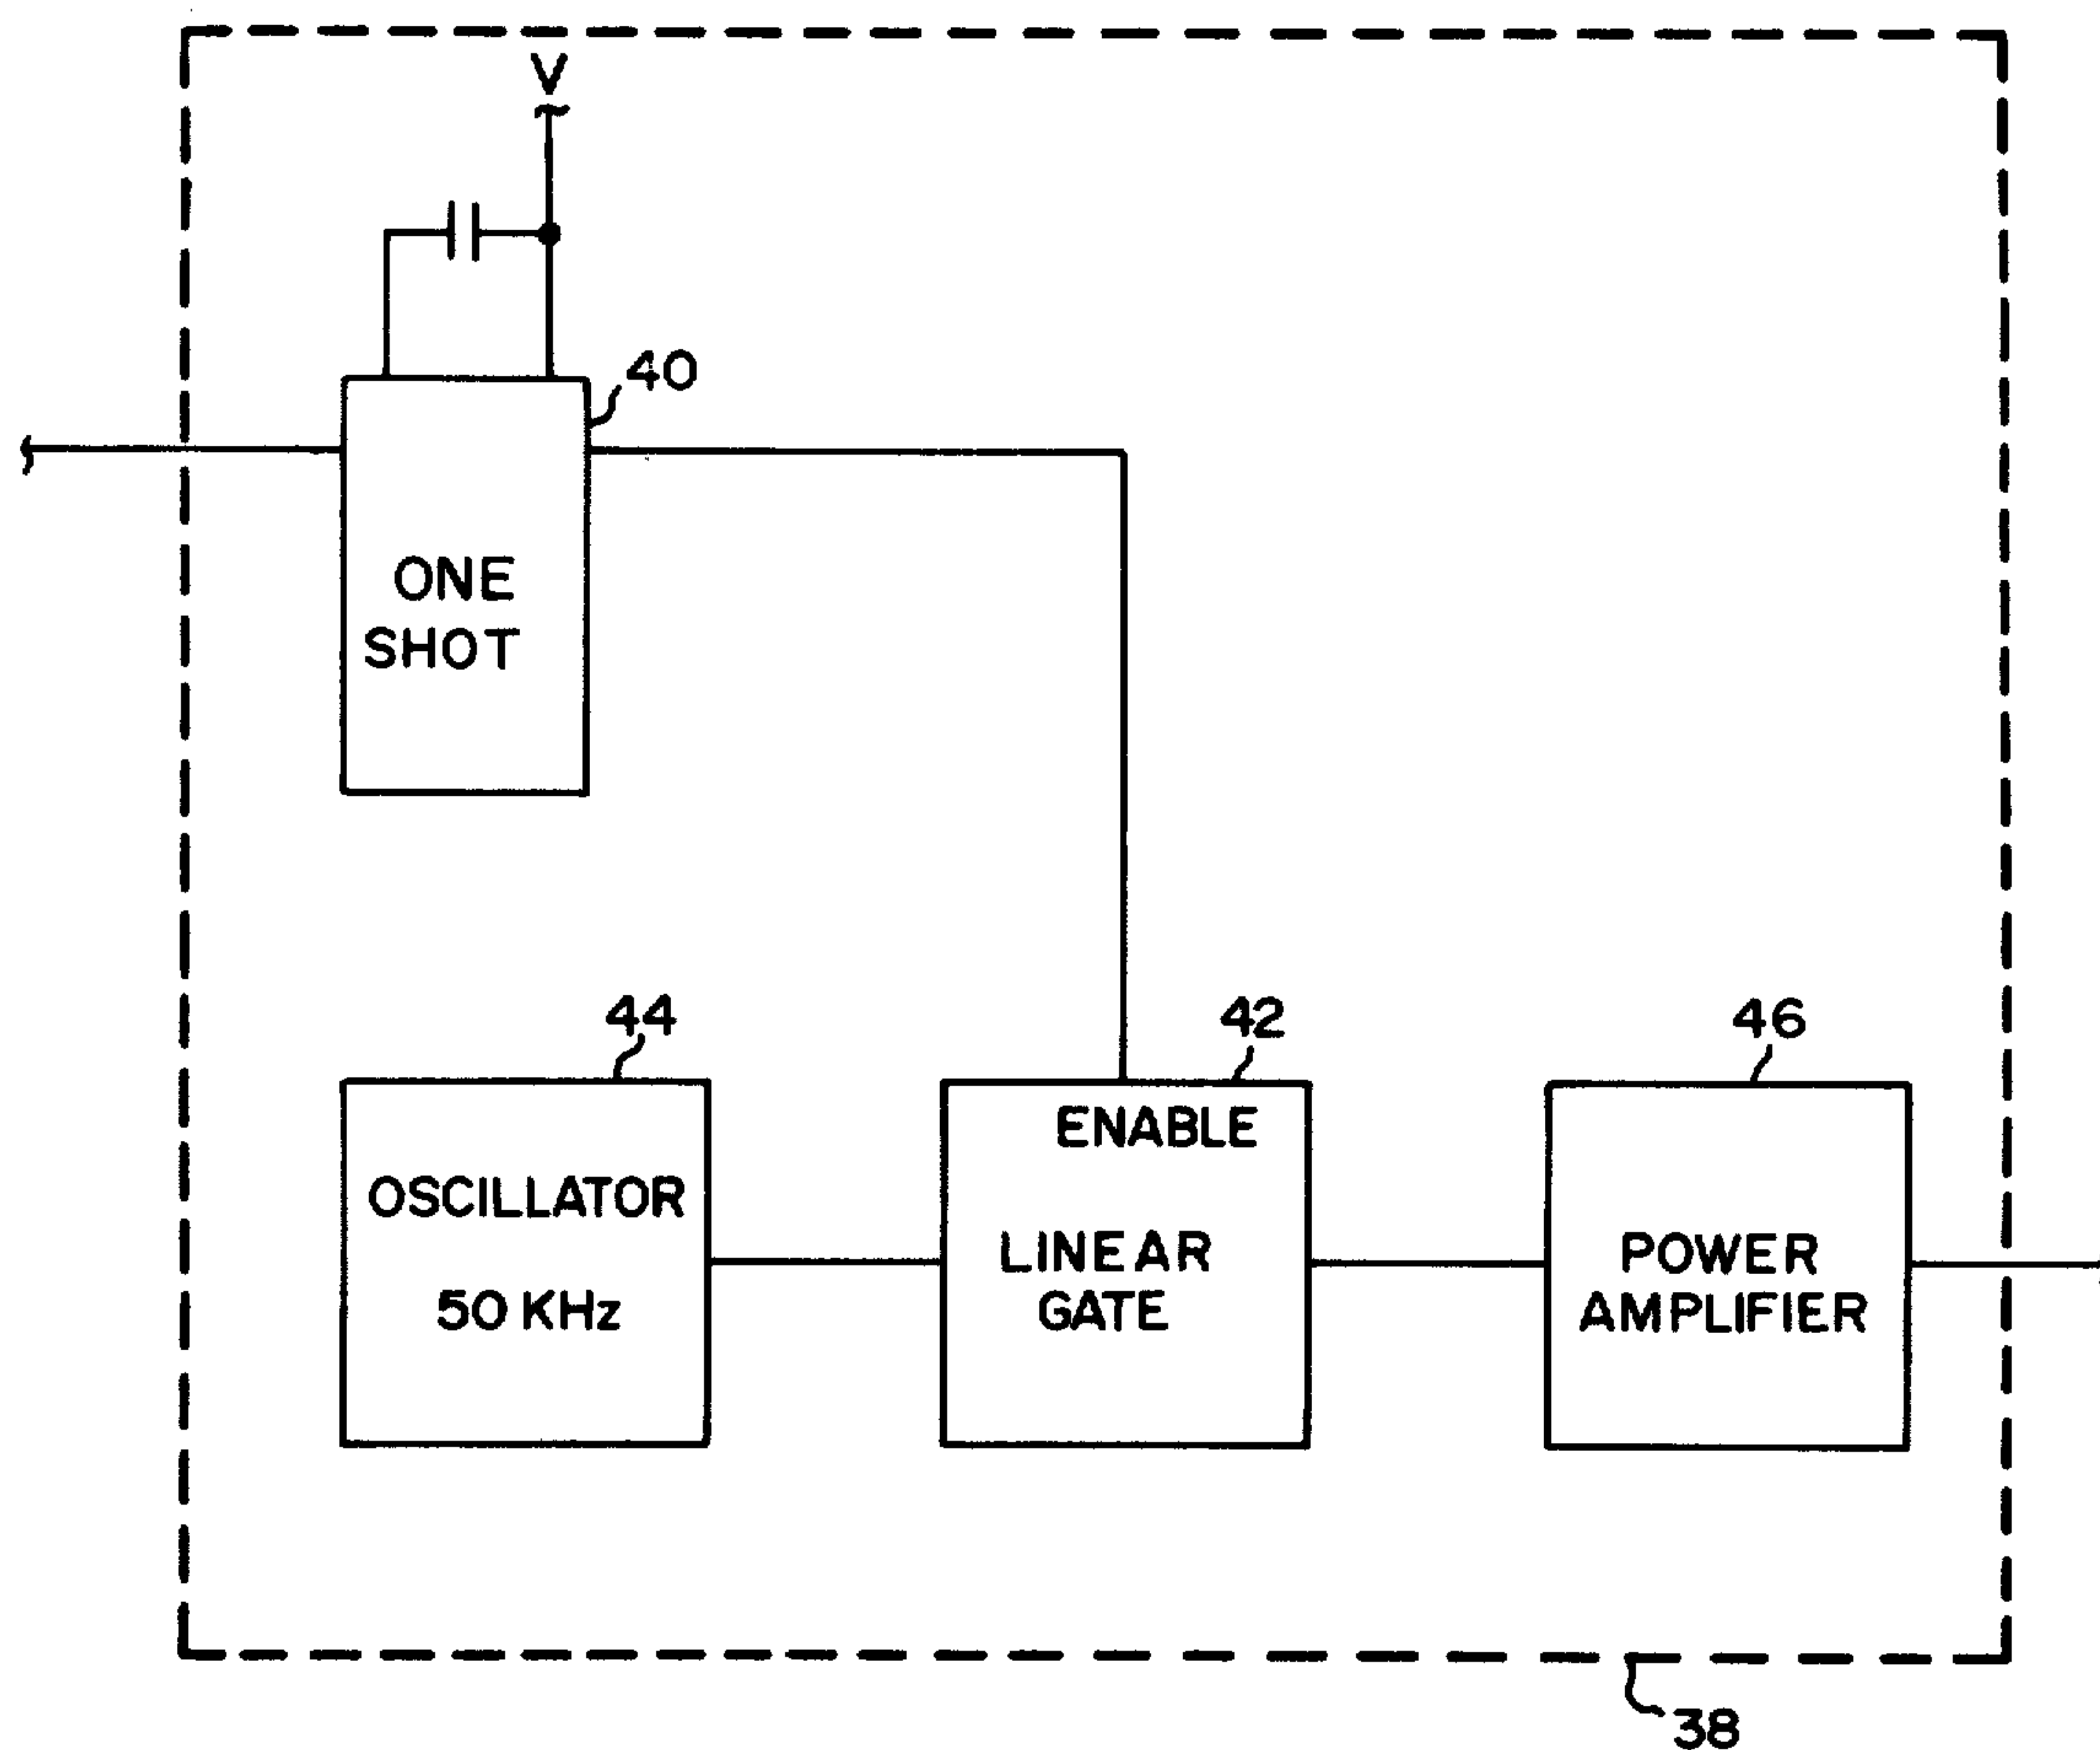 V
40
ONE
SHOT
44
42
46
ENABLE
OSCILLATOR
50 KHz
LINEAR
GATE
POWER
AMPLIFIER
38